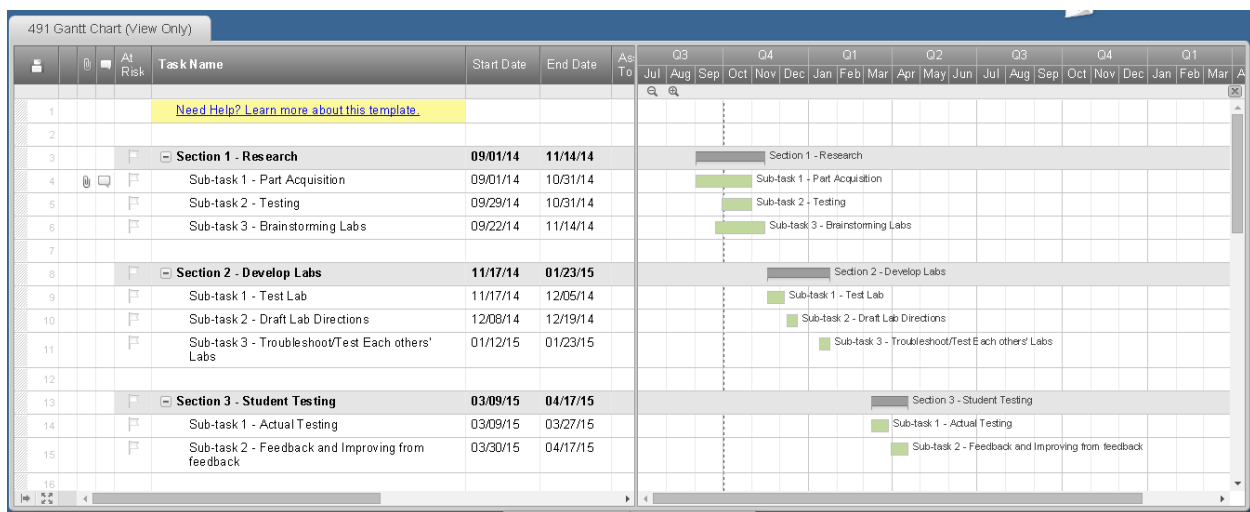 491 Gantt Chart (View Only)
At Risk Task Name Start Date End Date Ass To
Q3 Q4 Q1 Q2 Q3 Q4 Q1
Jul Aug Sep Oct Nov Dec Jan Feb Mar Apr May Jun Jul Aug Sep Oct Nov Dec Jan Feb Mar A
1 Need Help? Learn more about this template.
2
3 Section 1 - Research 09/01/14 11/14/14 Section 1 - Research
4 Sub-task 1 - Part Acquisition 09/01/14 10/31/14 Sub-task 1 - Part Acquisition
5 Sub-task 2 - Testing 09/29/14 10/31/14 Sub-task 2 - Testing
6 Sub-task 3 - Brainstorming Labs 09/22/14 11/14/14 Sub-task 3 - Brainstorming Labs
7
8 Section 2 - Develop Labs 11/17/14 01/23/15 Section 2 - Develop Labs
9 Sub-task 1 - Test Lab 11/17/14 12/05/14 Sub-task 1 - Test Lab
10 Sub-task 2 - Draft Lab Directions 12/08/14 12/19/14 Sub-task 2 - Draft Lab Directions
11 Sub-task 3 - Troubleshoot/Test Each others' 01/12/15 01/23/15 Sub-task 3 - Troubleshoot/Test Each others' Labs
Labs
12
13 Section 3 - Student Testing 03/09/15 04/17/15 Section 3 - Student Testing
14 Sub-task 1 - Actual Testing 03/09/15 03/27/15 Sub-task 1 - Actual Testing
15 Sub-task 2 - Feedback and Improving from 03/30/15 04/17/15 Sub-task 2 - Feedback and Improving from feedback
feedback
16